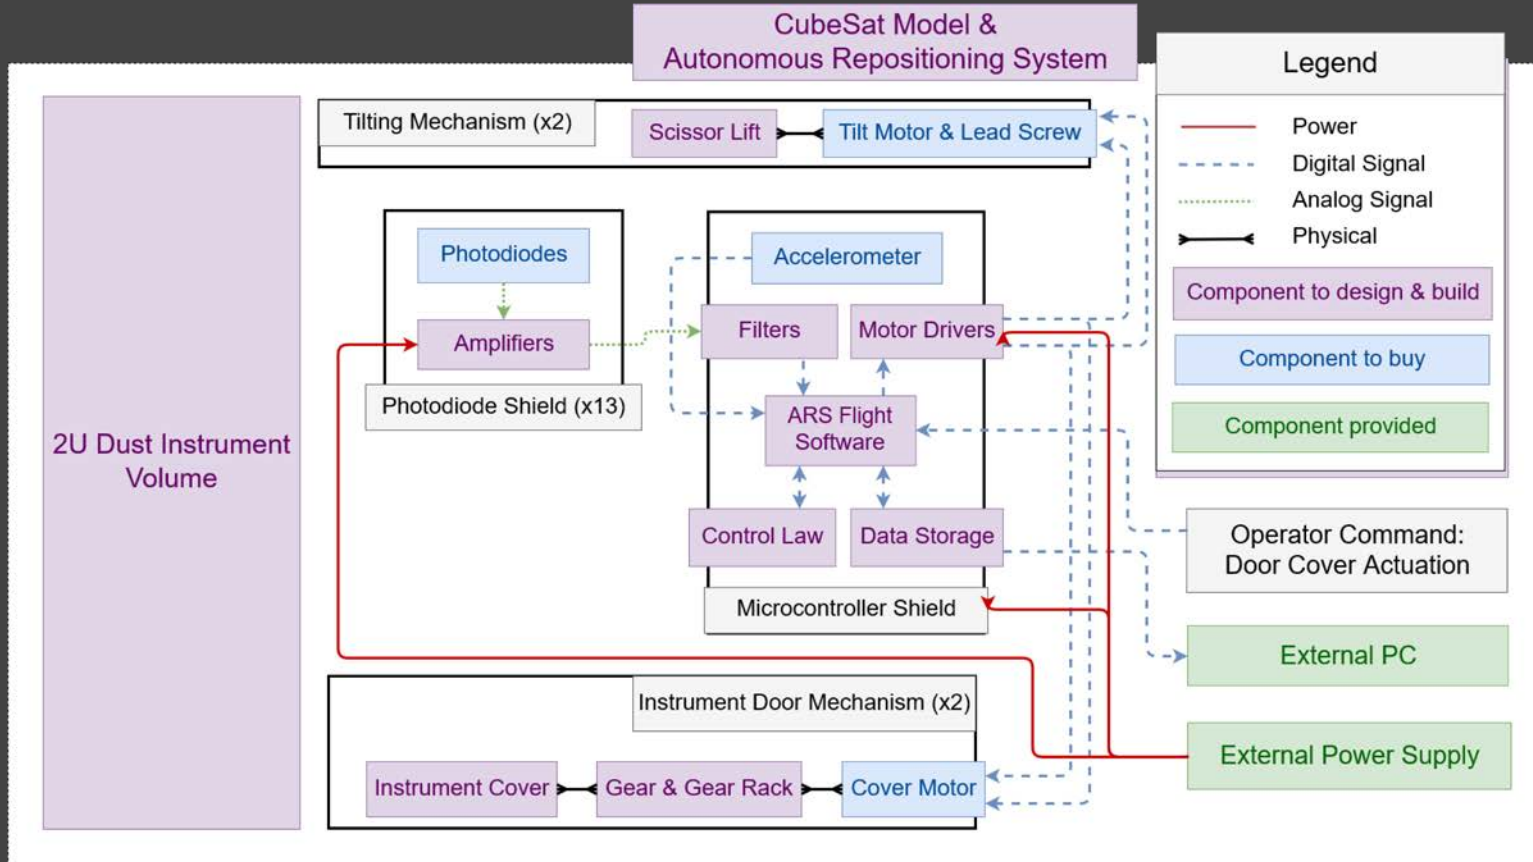 CubeSat Model &
Autonomous Repositioning System
Legend
Power
Digital Signal
Analog Signal
Physical
Component to design & build
Component to buy
Component provided
Tilting Mechanism (x2)
Scissor Lift
Tilt Motor & Lead Screw
Photodiodes
Amplifiers
Photodiode Shield (x13)
Accelerometer
Filters
Motor Drivers
ARS Flight
Software
Control Law
Data Storage
Microcontroller Shield
2U Dust Instrument
Volume
Operator Command:
Door Cover Actuation
External PC
External Power Supply
Instrument Door Mechanism (x2)
Instrument Cover
Gear & Gear Rack
Cover Motor